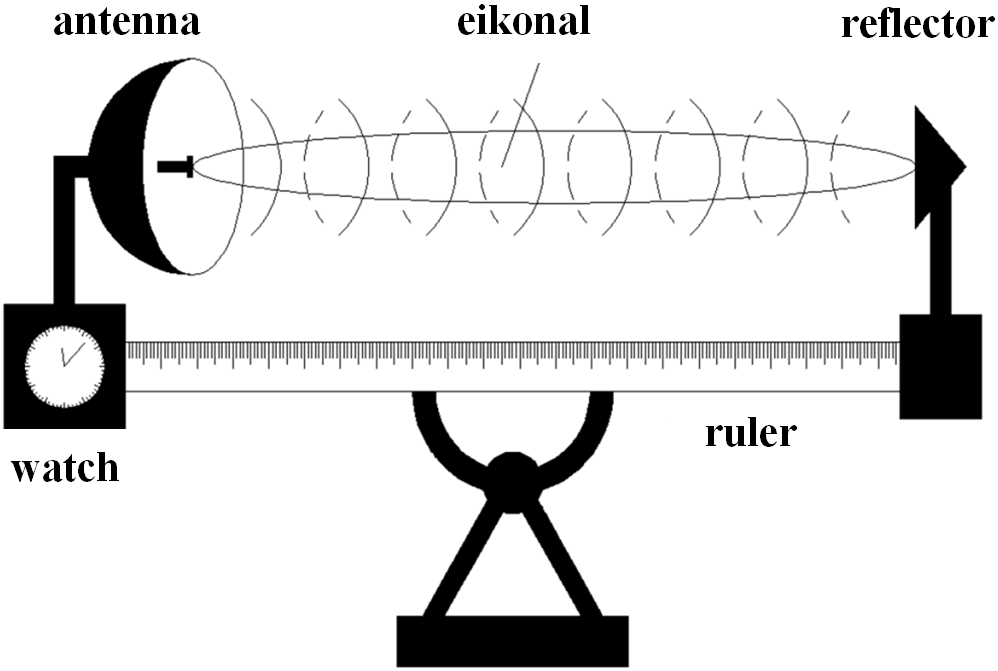 antenna
eikonal
reflector
ruler
watch